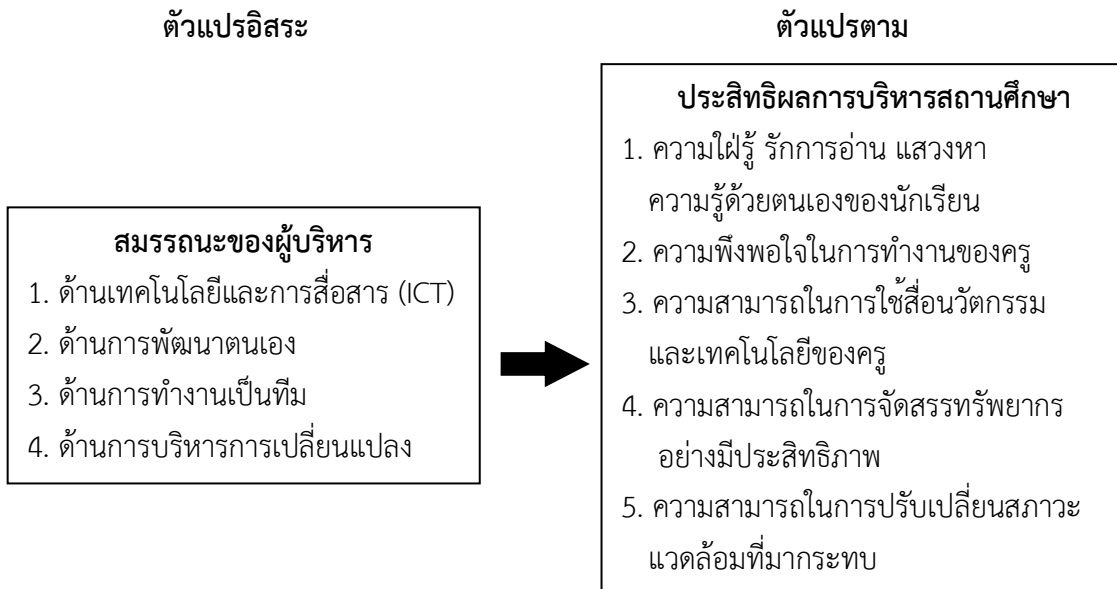 ตัวแปรอิสระ
ตัวแปรตาม
สมรรถนะของผู้บริหาร
1. ด้านเทคโนโลยีและการสื่อสาร (ICT)
2. ด้านการพัฒนาตนเอง
3. ด้านการทำงานเป็นทีม
4. ด้านการบริหารการเปลี่ยนแปลง
ประสิทธิผลการบริหารสถานศึกษา
1. ความใฝ่รู้ รักการอ่าน แสวงหา
ความรู้ด้วยตนเองของนักเรียน
2. ความพึงพอใจในการทำงานของครู
3. ความสามารถในการใช้สื่อนวัตกรรม
และเทคโนโลยีของครู
4. ความสามารถในการจัดสรรทรัพยากร
อย่างมีประสิทธิภาพ
5. ความสามารถในการปรับเปลี่ยนสภาวะ
แวดล้อมที่มากระทบ